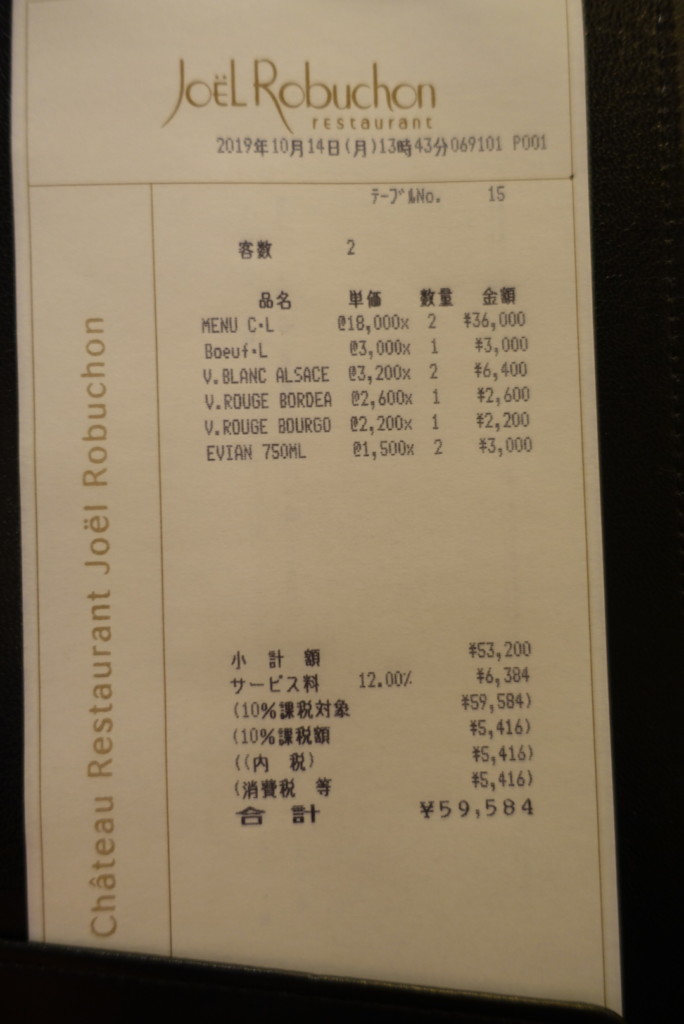 Joël Robuchon
restaurant
2019年10月14日(月)13時43分069101 P001
ﾃｰﾌﾞﾙNo. 15
客数 2
品名 単価 数量 金額
MENU C・L @18,000x 2 ¥36,000
Boeuf・L @3,000x 1 ¥3,000
V.BLANC ALSACE @3,200x 2 ¥6,400
V.ROUGE BORDEA @2,600x 1 ¥2,600
V.ROUGE BOURGO @2,200x 1 ¥2,200
EVIAN 750ML @1,500x 2 ¥3,000
小 計 額 ¥53,200
サービス料 12.00% ¥6,384
(10%課税対象 ¥59,584)
(10%課税額 ¥5,416)
((内 税) ¥5,416)
(消費税 等 ¥5,416)
合 計 ¥59,584
Château Restaurant Joël Robuchon